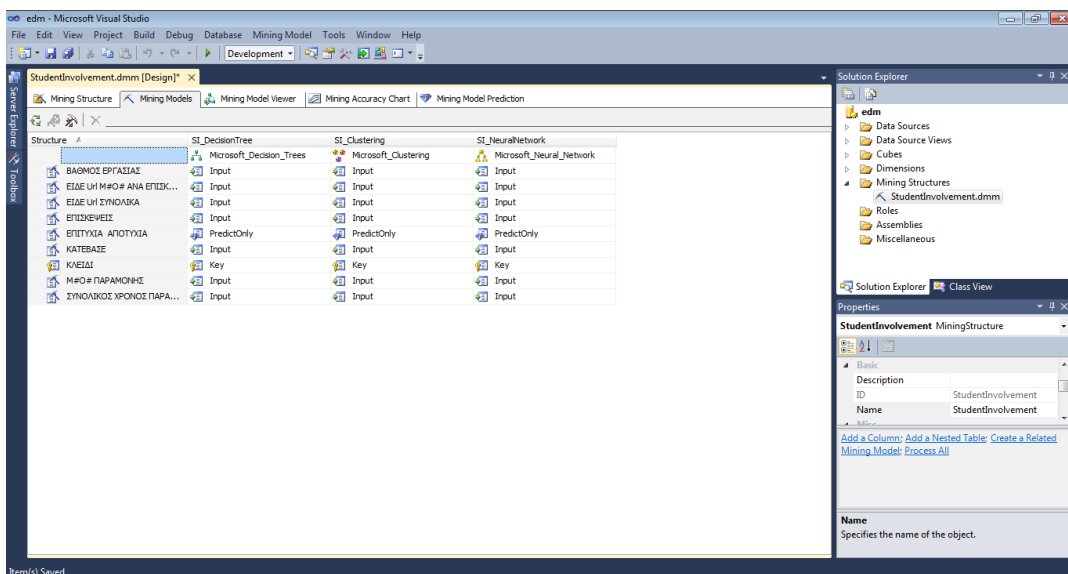 edm - Microsoft Visual Studio
File Edit View Project Build Debug Database Mining Model Tools Window Help
Development
Server Explorer
Toolbox
StudentInvolvement.dmm [Design]*
Mining Structure Mining Models Mining Model Viewer Mining Accuracy Chart Mining Model Prediction
Structure SI_DecisionTree SI_Clustering SI_NeuralNetwork
Microsoft_Decision_Trees Microsoft_Clustering Microsoft_Neural_Network
ΒΑΘΜΟΣ ΕΡΓΑΣΙΑΣ Input Input Input
ΕΙΔΕ Url Μ#Ο# ΑΝΑ ΕΠΙΣΚ... Input Input Input
ΕΙΔΕ Url ΣΥΝΟΛΙΚΑ Input Input Input
ΕΠΙΣΚΕΨΕΙΣ Input Input Input
ΕΠΙΤΥΧΙΑ ΑΠΟΤΥΧΙΑ PredictOnly PredictOnly PredictOnly
ΚΑΤΕΒΑΣΕ Input Input Input
ΚΛΕΙΔΙ Key Key Key
Μ#Ο# ΠΑΡΑΜΟΝΗΣ Input Input Input
ΣΥΝΟΛΙΚΟΣ ΧΡΟΝΟΣ ΠΑΡΑ... Input Input Input
Solution Explorer
edm
Data Sources
Data Source Views
Cubes
Dimensions
Mining Structures
StudentInvolvement.dmm
Roles
Assemblies
Miscellaneous
Solution Explorer Class View
Properties
StudentInvolvement MiningStructure
Basic
Description
ID StudentInvolvement
Name StudentInvolvement
Misc
Add a Column; Add a Nested Table; Create a Related
Mining Model; Process All
Name
Specifies the name of the object.
Item(s) Saved